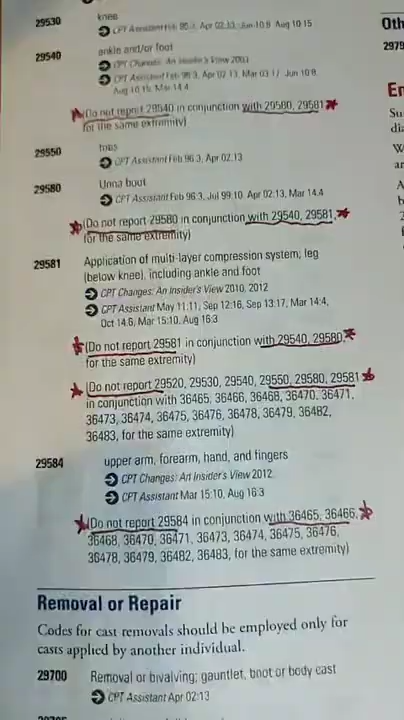 29530 knee
CPT Assistant Feb 96:3, Apr 02:13, Jun 10:8, Aug 10:15
29540 ankle and/or foot
CPT Changes: An Insider's View 2003
CPT Assistant Feb 96:3, Apr 02:13, Mar 03:17, Jun 10:8,
Aug 10:15, Mar 14:4
(Do not report 29540 in conjunction with 29580, 29581
for the same extremity)
29550 toes
CPT Assistant Feb 96:3, Apr 02:13
29580 Unna boot
CPT Assistant Feb 96:3, Jul 99:10, Apr 02:13, Mar 14:4
(Do not report 29580 in conjunction with 29540, 29581,
for the same extremity)
29581 Application of multi-layer compression system; leg
(below knee), including ankle and foot
CPT Changes: An Insider's View 2010, 2012
CPT Assistant May 11:11, Sep 12:16, Sep 13:17, Mar 14:4,
Oct 14:6, Mar 15:10, Aug 16:3
(Do not report 29581 in conjunction with 29540, 29580,
for the same extremity)
(Do not report 29520, 29530, 29540, 29550, 29580, 29581
in conjunction with 36465, 36466, 36468, 36470, 36471,
36473, 36474, 36475, 36476, 36478, 36479, 36482,
36483, for the same extremity)
29584 upper arm, forearm, hand, and fingers
CPT Changes: An Insider's View 2012
CPT Assistant Mar 15:10, Aug 16:3
(Do not report 29584 in conjunction with 36465, 36466,
36468, 36470, 36471, 36473, 36474, 36475, 36476,
36478, 36479, 36482, 36483, for the same extremity)
Removal or Repair
Codes for cast removals should be employed only for
casts applied by another individual.
29700 Removal or bivalving; gauntlet, boot or body cast
CPT Assistant Apr 02:13
Oth
2979
En
Su
dia
W
an
A
b
2